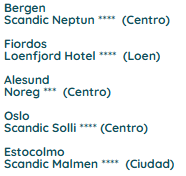 Bergen
Scandic Neptun **** (Centro)
Fiordos
Loenfjord Hotel **** (Loen)
Alesund
Noreg *** (Centro)
Oslo
Scandic Solli **** (Centro)
Estocolmo
Scandic Malmen **** (Ciudad)